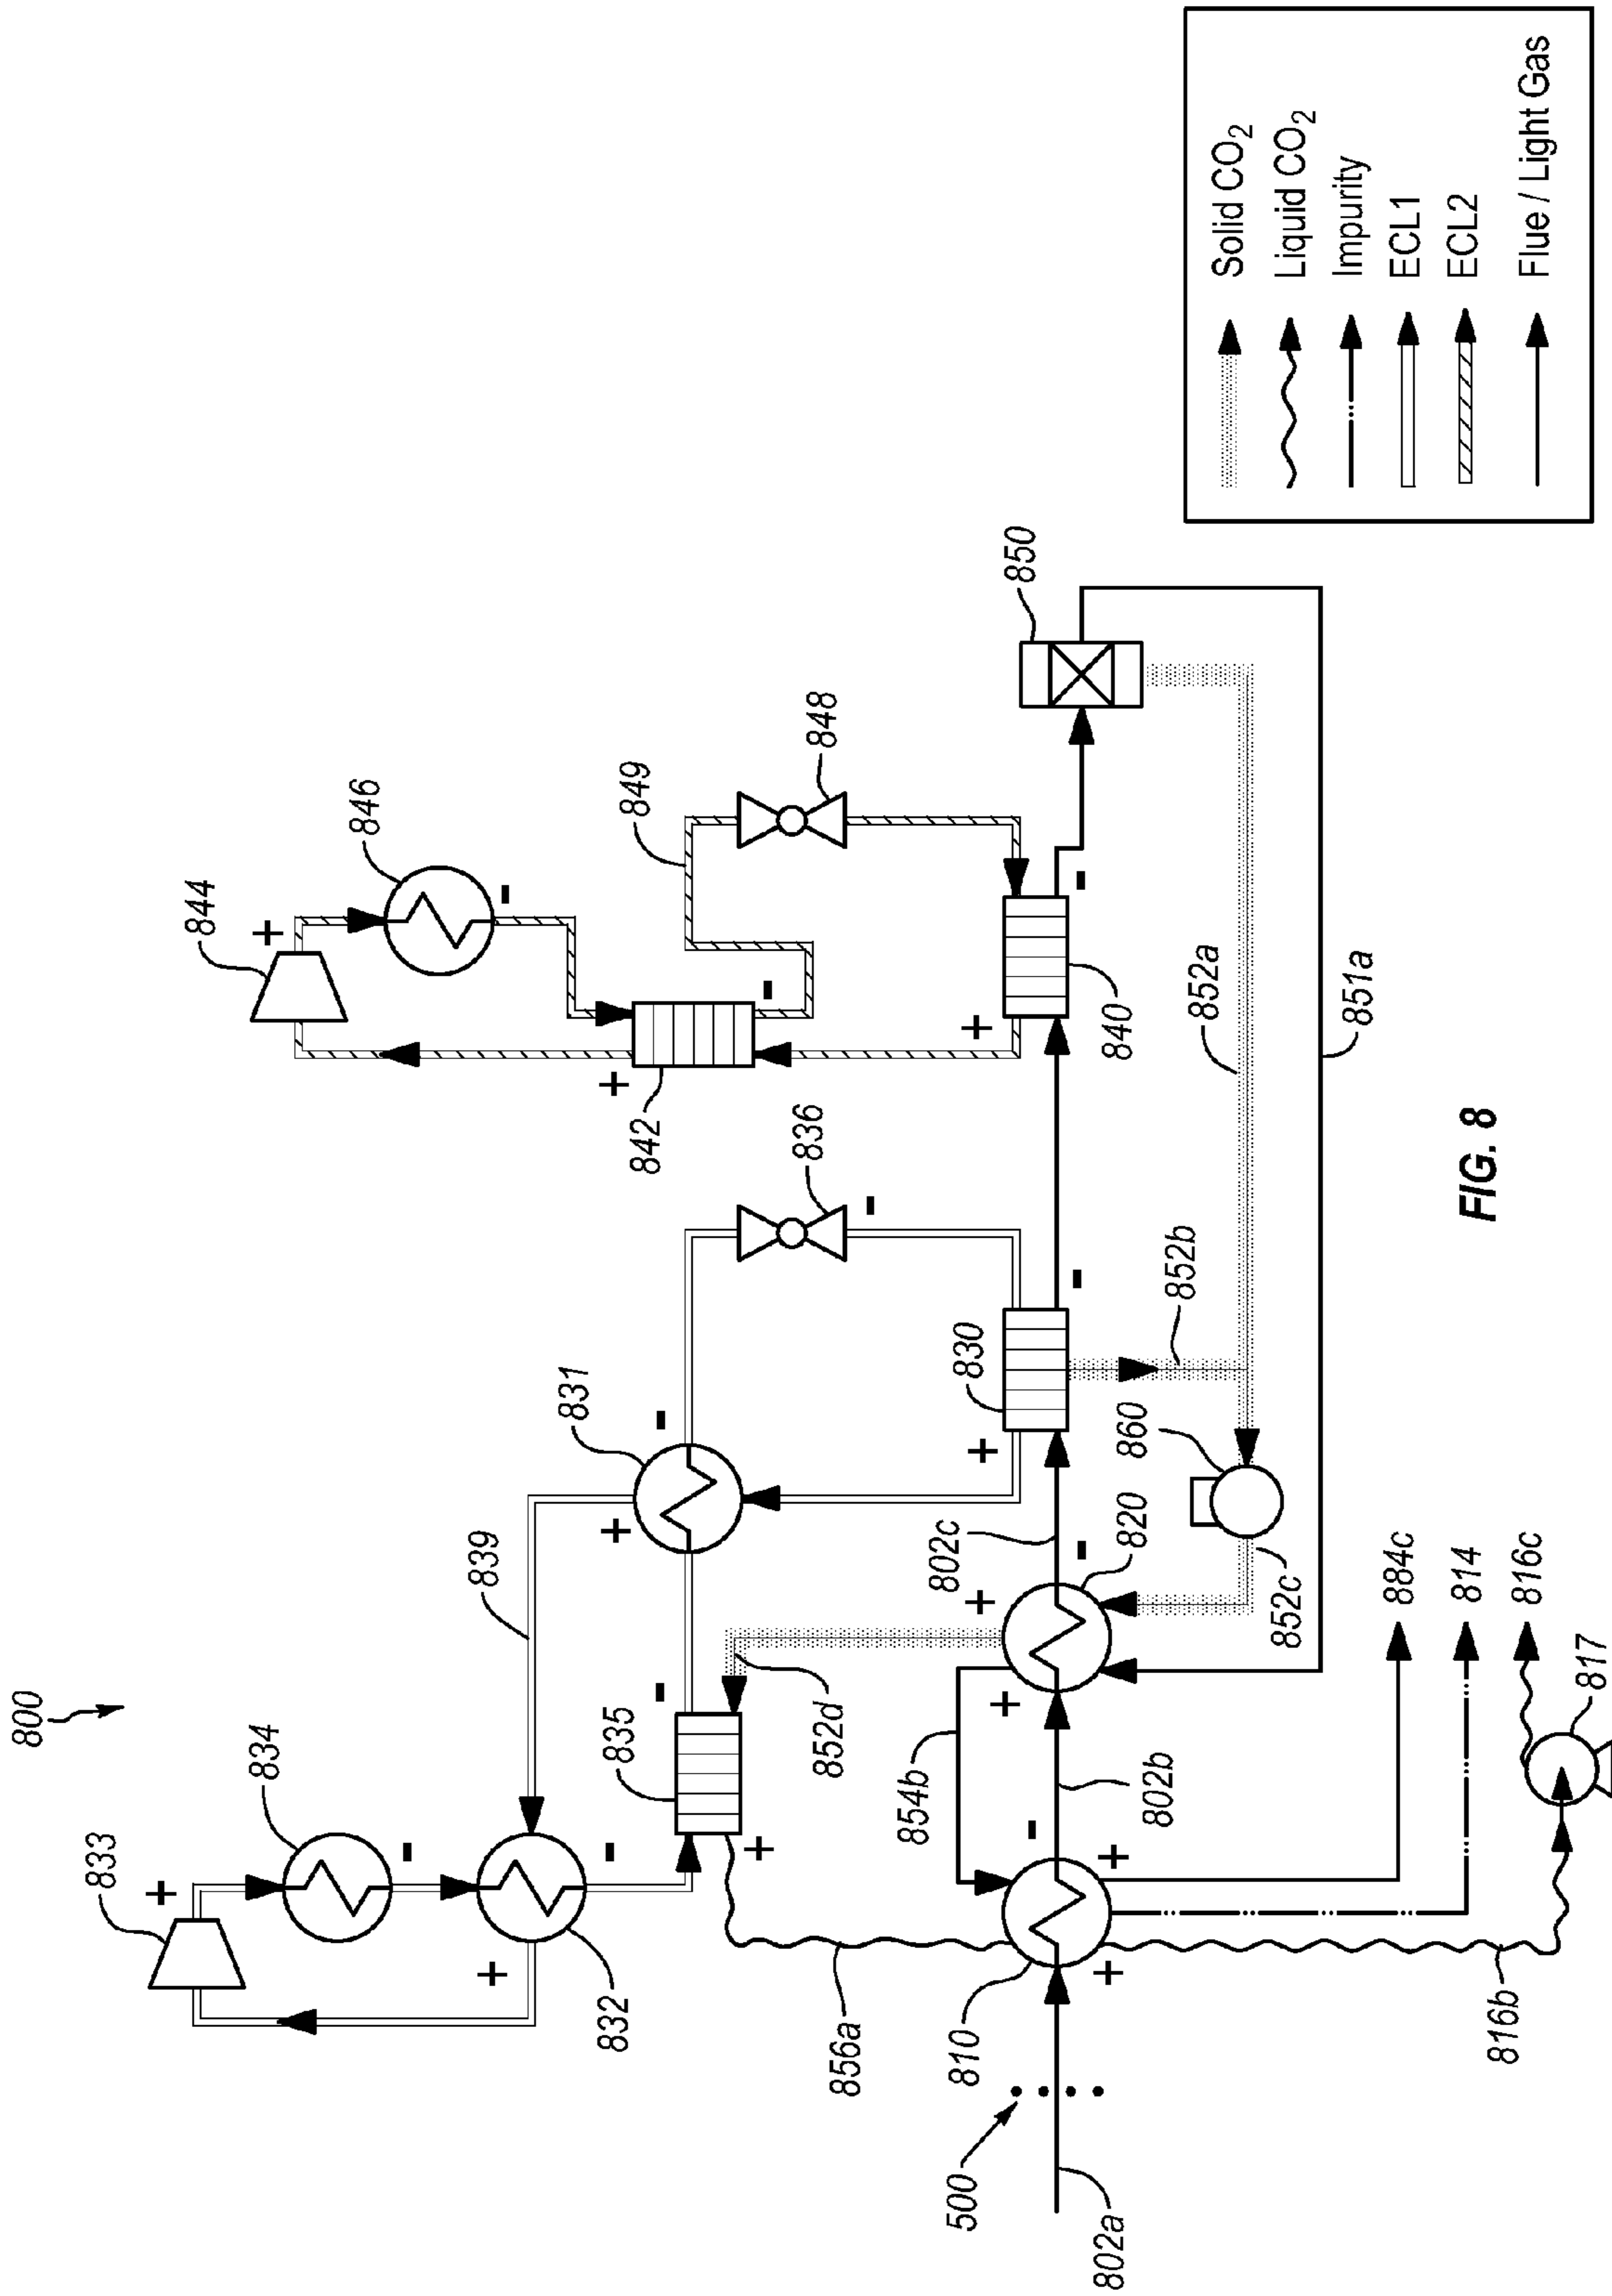 800
833
+
834
-
832
+
-
839
831
+
-
835
-
+
852d
856a
836
-
844
+
846
-
842
+
-
849
848
830
+
-
840
+
-
850
852b
852a
851a
860
852c
820
802c
+
-
+
854b
802b
810
-
+
+
500
802a
884c
814
816c
817
816b
Solid CO₂
Liquid CO₂
Impurity
ECL1
ECL2
Flue / Light Gas
FIG. 8